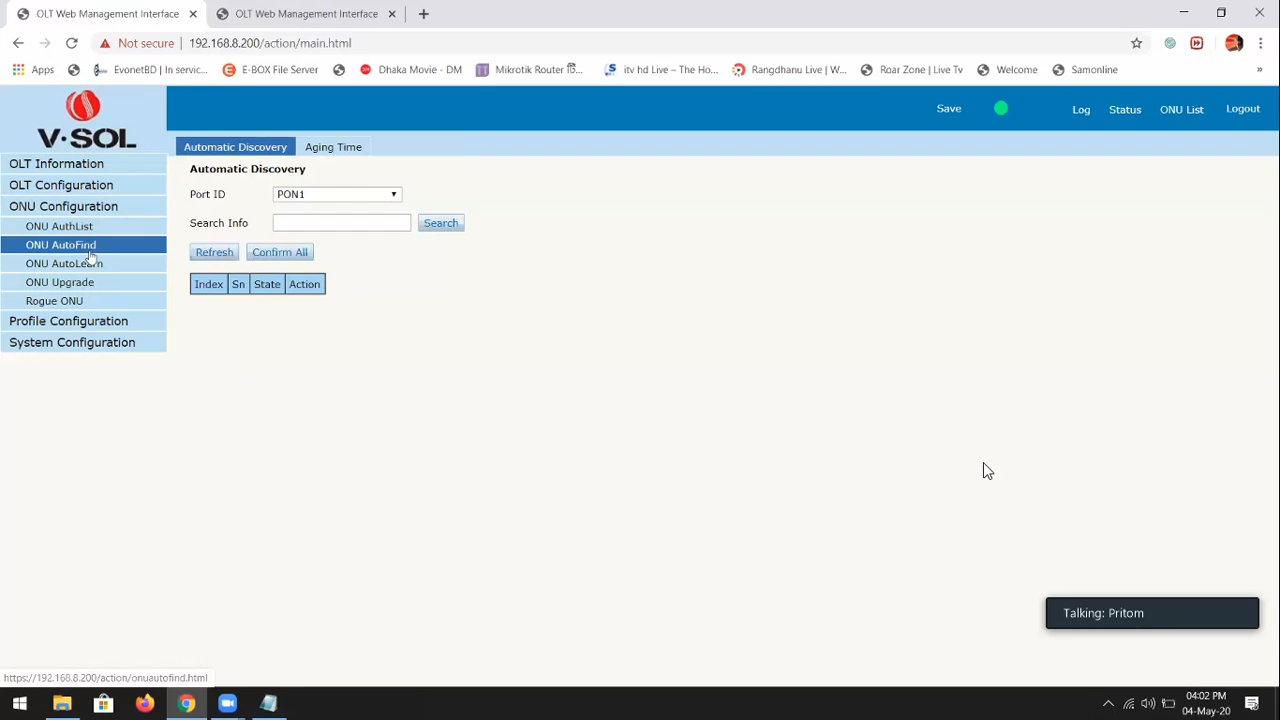 OLT Web Management Interface
OLT Web Management Interface
Not secure
192.168.8.200/action/main.html
Apps
EvonetBD | In servic...
E-BOX File Server
Dhaka Movie - DM
itv hd Live – The Ho...
Rangdhanu Live | W...
Roar Zone | Live Tv
Welcome
Samonline
»
V·SOL
Save
Log
Status
ONU List
Logout
OLT Information
OLT Configuration
ONU Configuration
ONU AuthList
ONU AutoFind
ONU AutoLearn
ONU Upgrade
Rogue ONU
Profile Configuration
System Configuration
Automatic Discovery
Aging Time
Automatic Discovery
Port ID
PON1
Search Info
Search
Refresh
Confirm All
Index
Sn
State
Action
Talking: Pritom
https://192.168.8.200/action/onuautofind.html
04:02 PM
04-May-20